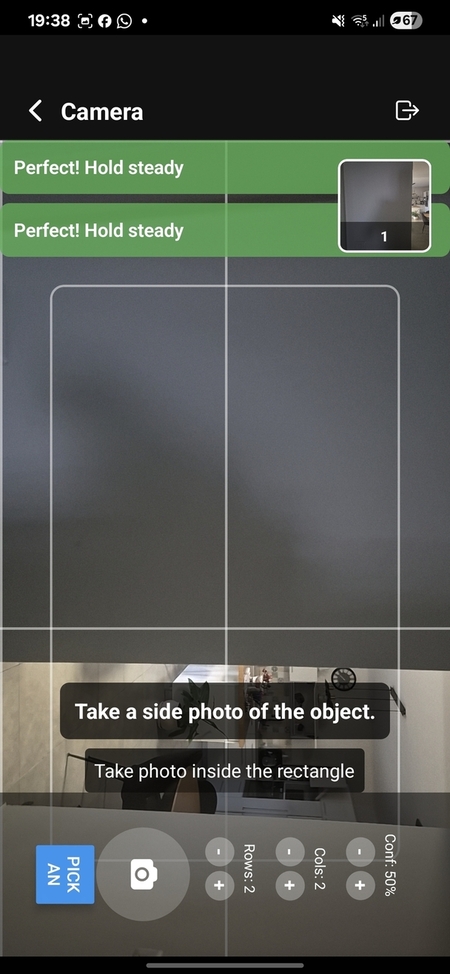 19:38
67
Camera
Perfect! Hold steady
Perfect! Hold steady
1
Take a side photo of the object.
Take photo inside the rectangle
PICK
AN
-
+
Rows: 2
-
+
Cols: 2
-
+
Conf: 50%